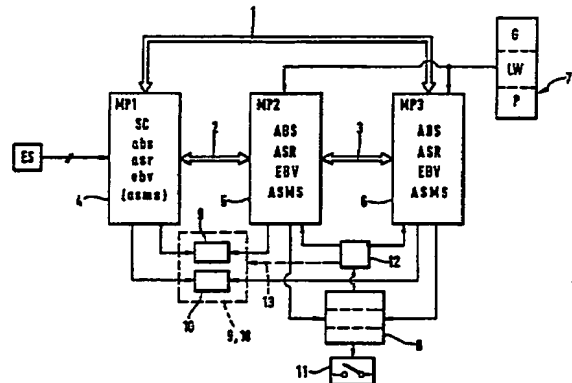 1
G
LW
P
7
MP1
SC
abs
asr
ebv
(asms)
4
2
MP2
ABS
ASR
EBV
ASMS
5
3
MP3
ABS
ASR
EBV
ASMS
6
ES
9
10
13
9,10
12
8
11